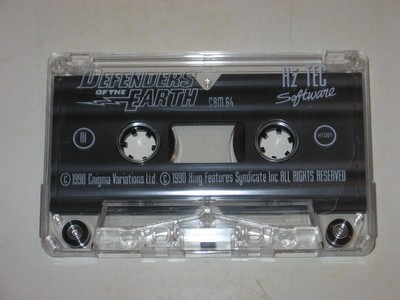 DEFENDERS
OF THE
EARTH
CBM 64
Hi TEC
Software
© 1990 Enigma Variations Ltd. © 1990 King Features Syndicate Inc ALL RIGHTS RESERVED